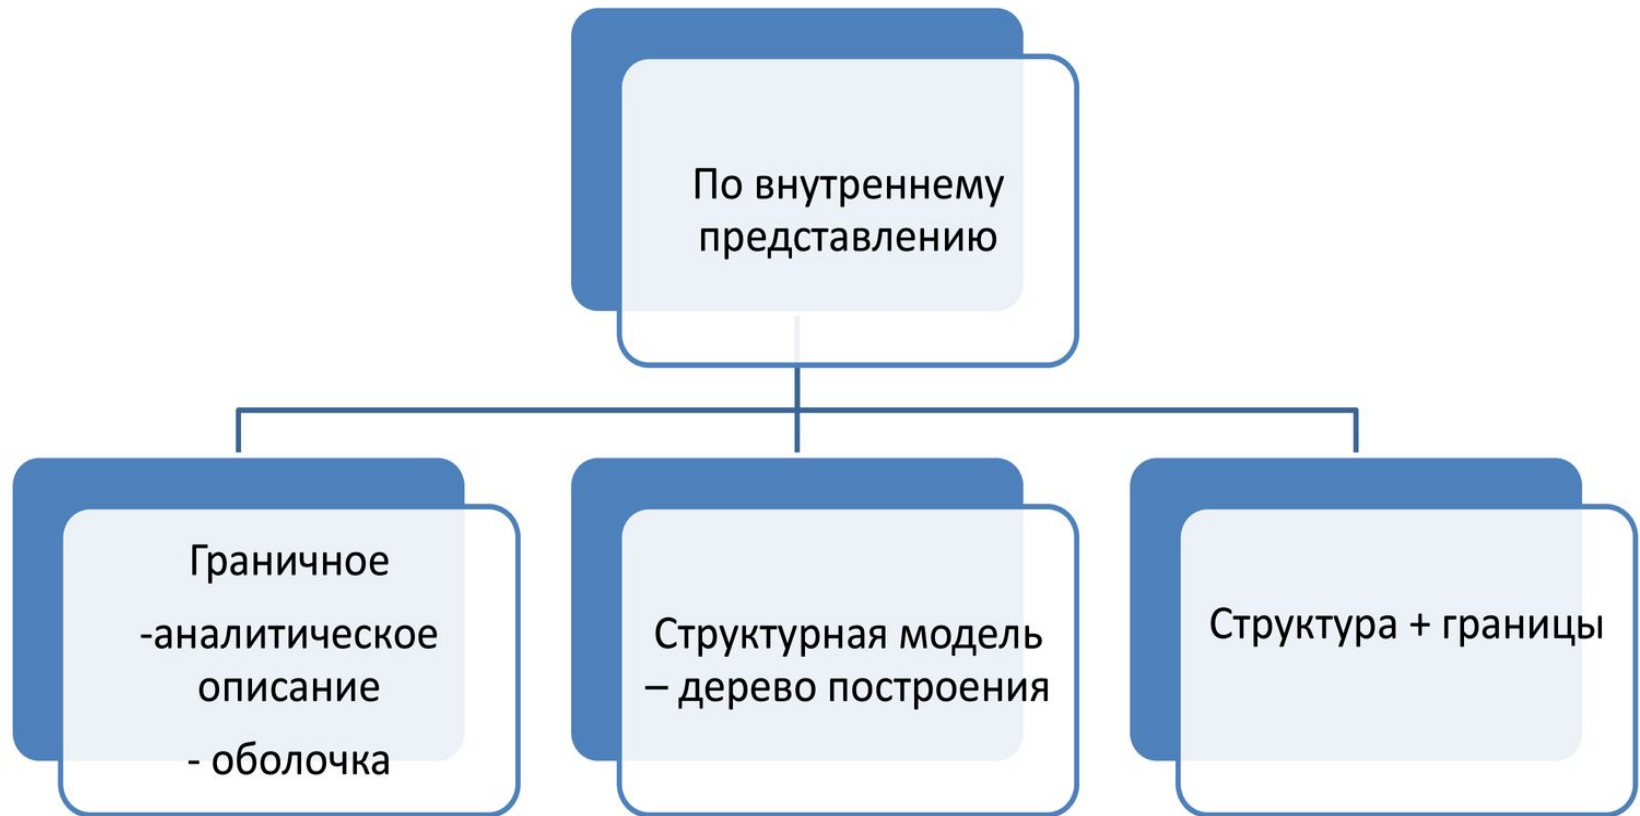 По внутреннему
представлению
Граничное
-аналитическое
описание
- оболочка
Структурная модель
– дерево построения
Структура + границы